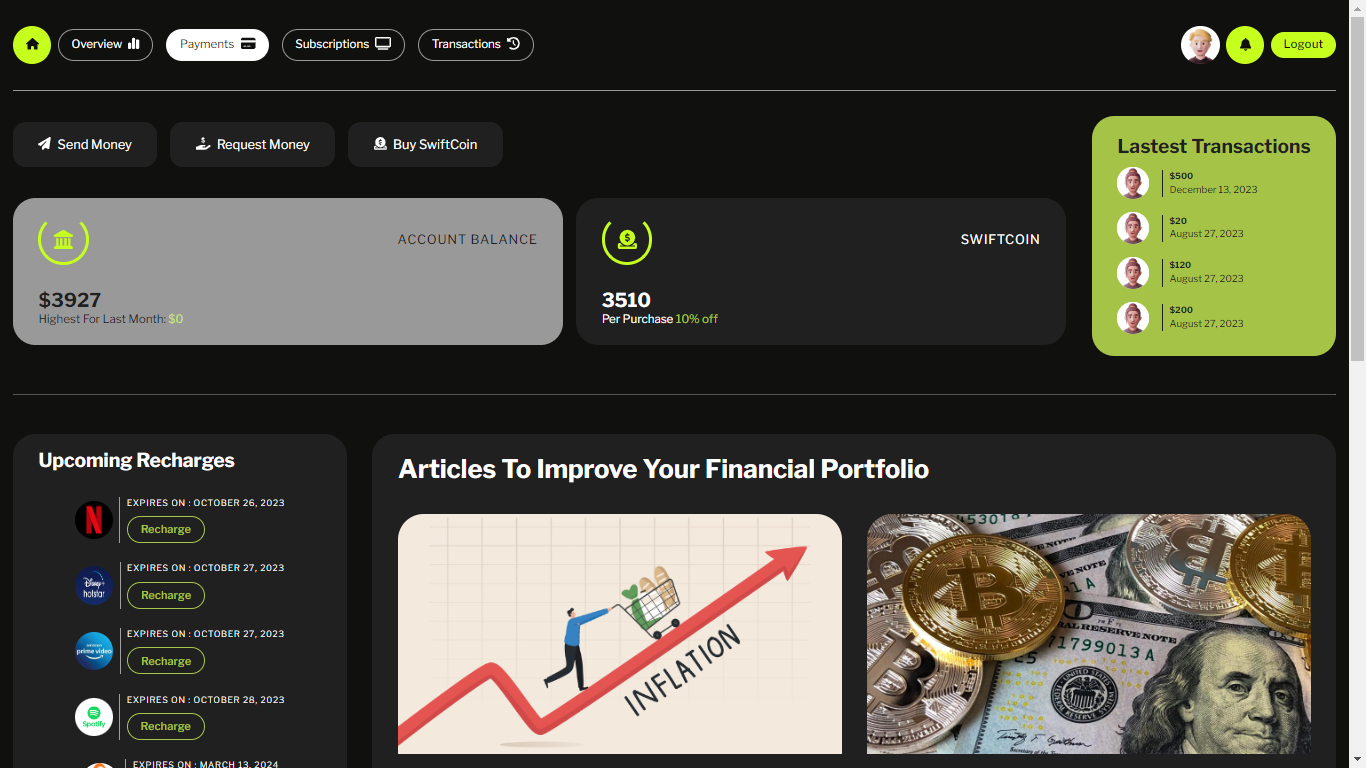 Overview
Payments
Subscriptions
Transactions
Logout
Send Money
Request Money
Buy SwiftCoin
ACCOUNT BALANCE
$3927
Highest For Last Month: $0
SWIFTCOIN
3510
Per Purchase 10% off
Lastest Transactions
$500
December 13, 2023
$20
August 27, 2023
$120
August 27, 2023
$200
August 27, 2023
Upcoming Recharges
EXPIRES ON : OCTOBER 26, 2023
Recharge
Disney+
hotstar
EXPIRES ON : OCTOBER 27, 2023
Recharge
prime video
EXPIRES ON : OCTOBER 27, 2023
Recharge
Spotify
EXPIRES ON : OCTOBER 28, 2023
Recharge
EXPIRES ON : MARCH 13, 2024
Articles To Improve Your Financial Portfolio
INFLATION
RAL RESERVE NOTE
71799013 A